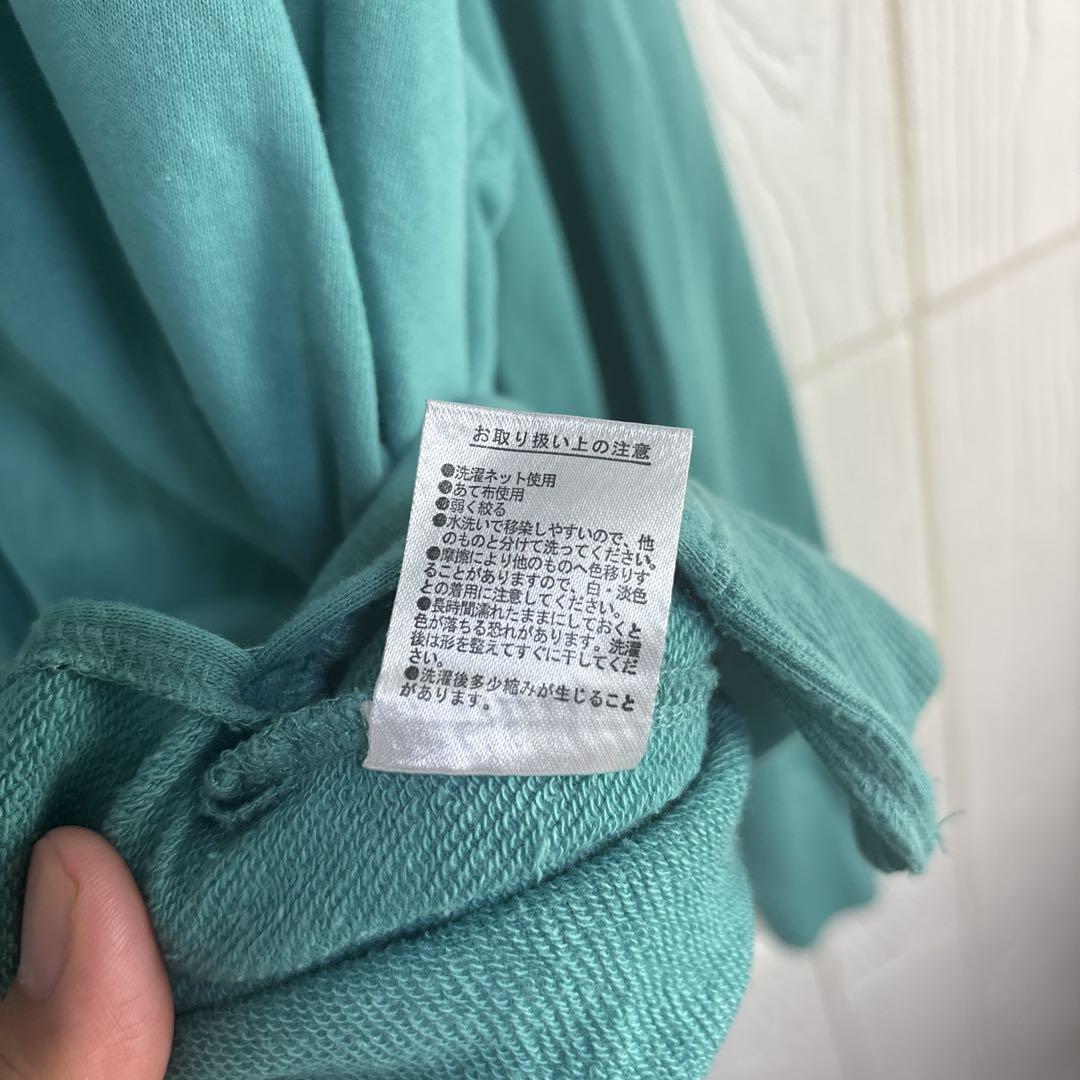 お取り扱い上の注意
●洗濯ネット使用
●あて布使用
●弱く絞る
●水洗いで移染しやすいので、他
のものと分けて洗ってください。
●摩擦により他のものへ色移りす
ることがありますので、白・淡色
との着用に注意してください。
●長時間濡れたままにしておくと
色が落ちる恐れがあります。洗濯
後は形を整えてすぐに干してくだ
さい。
●洗濯後多少縮みが生じること
があります。